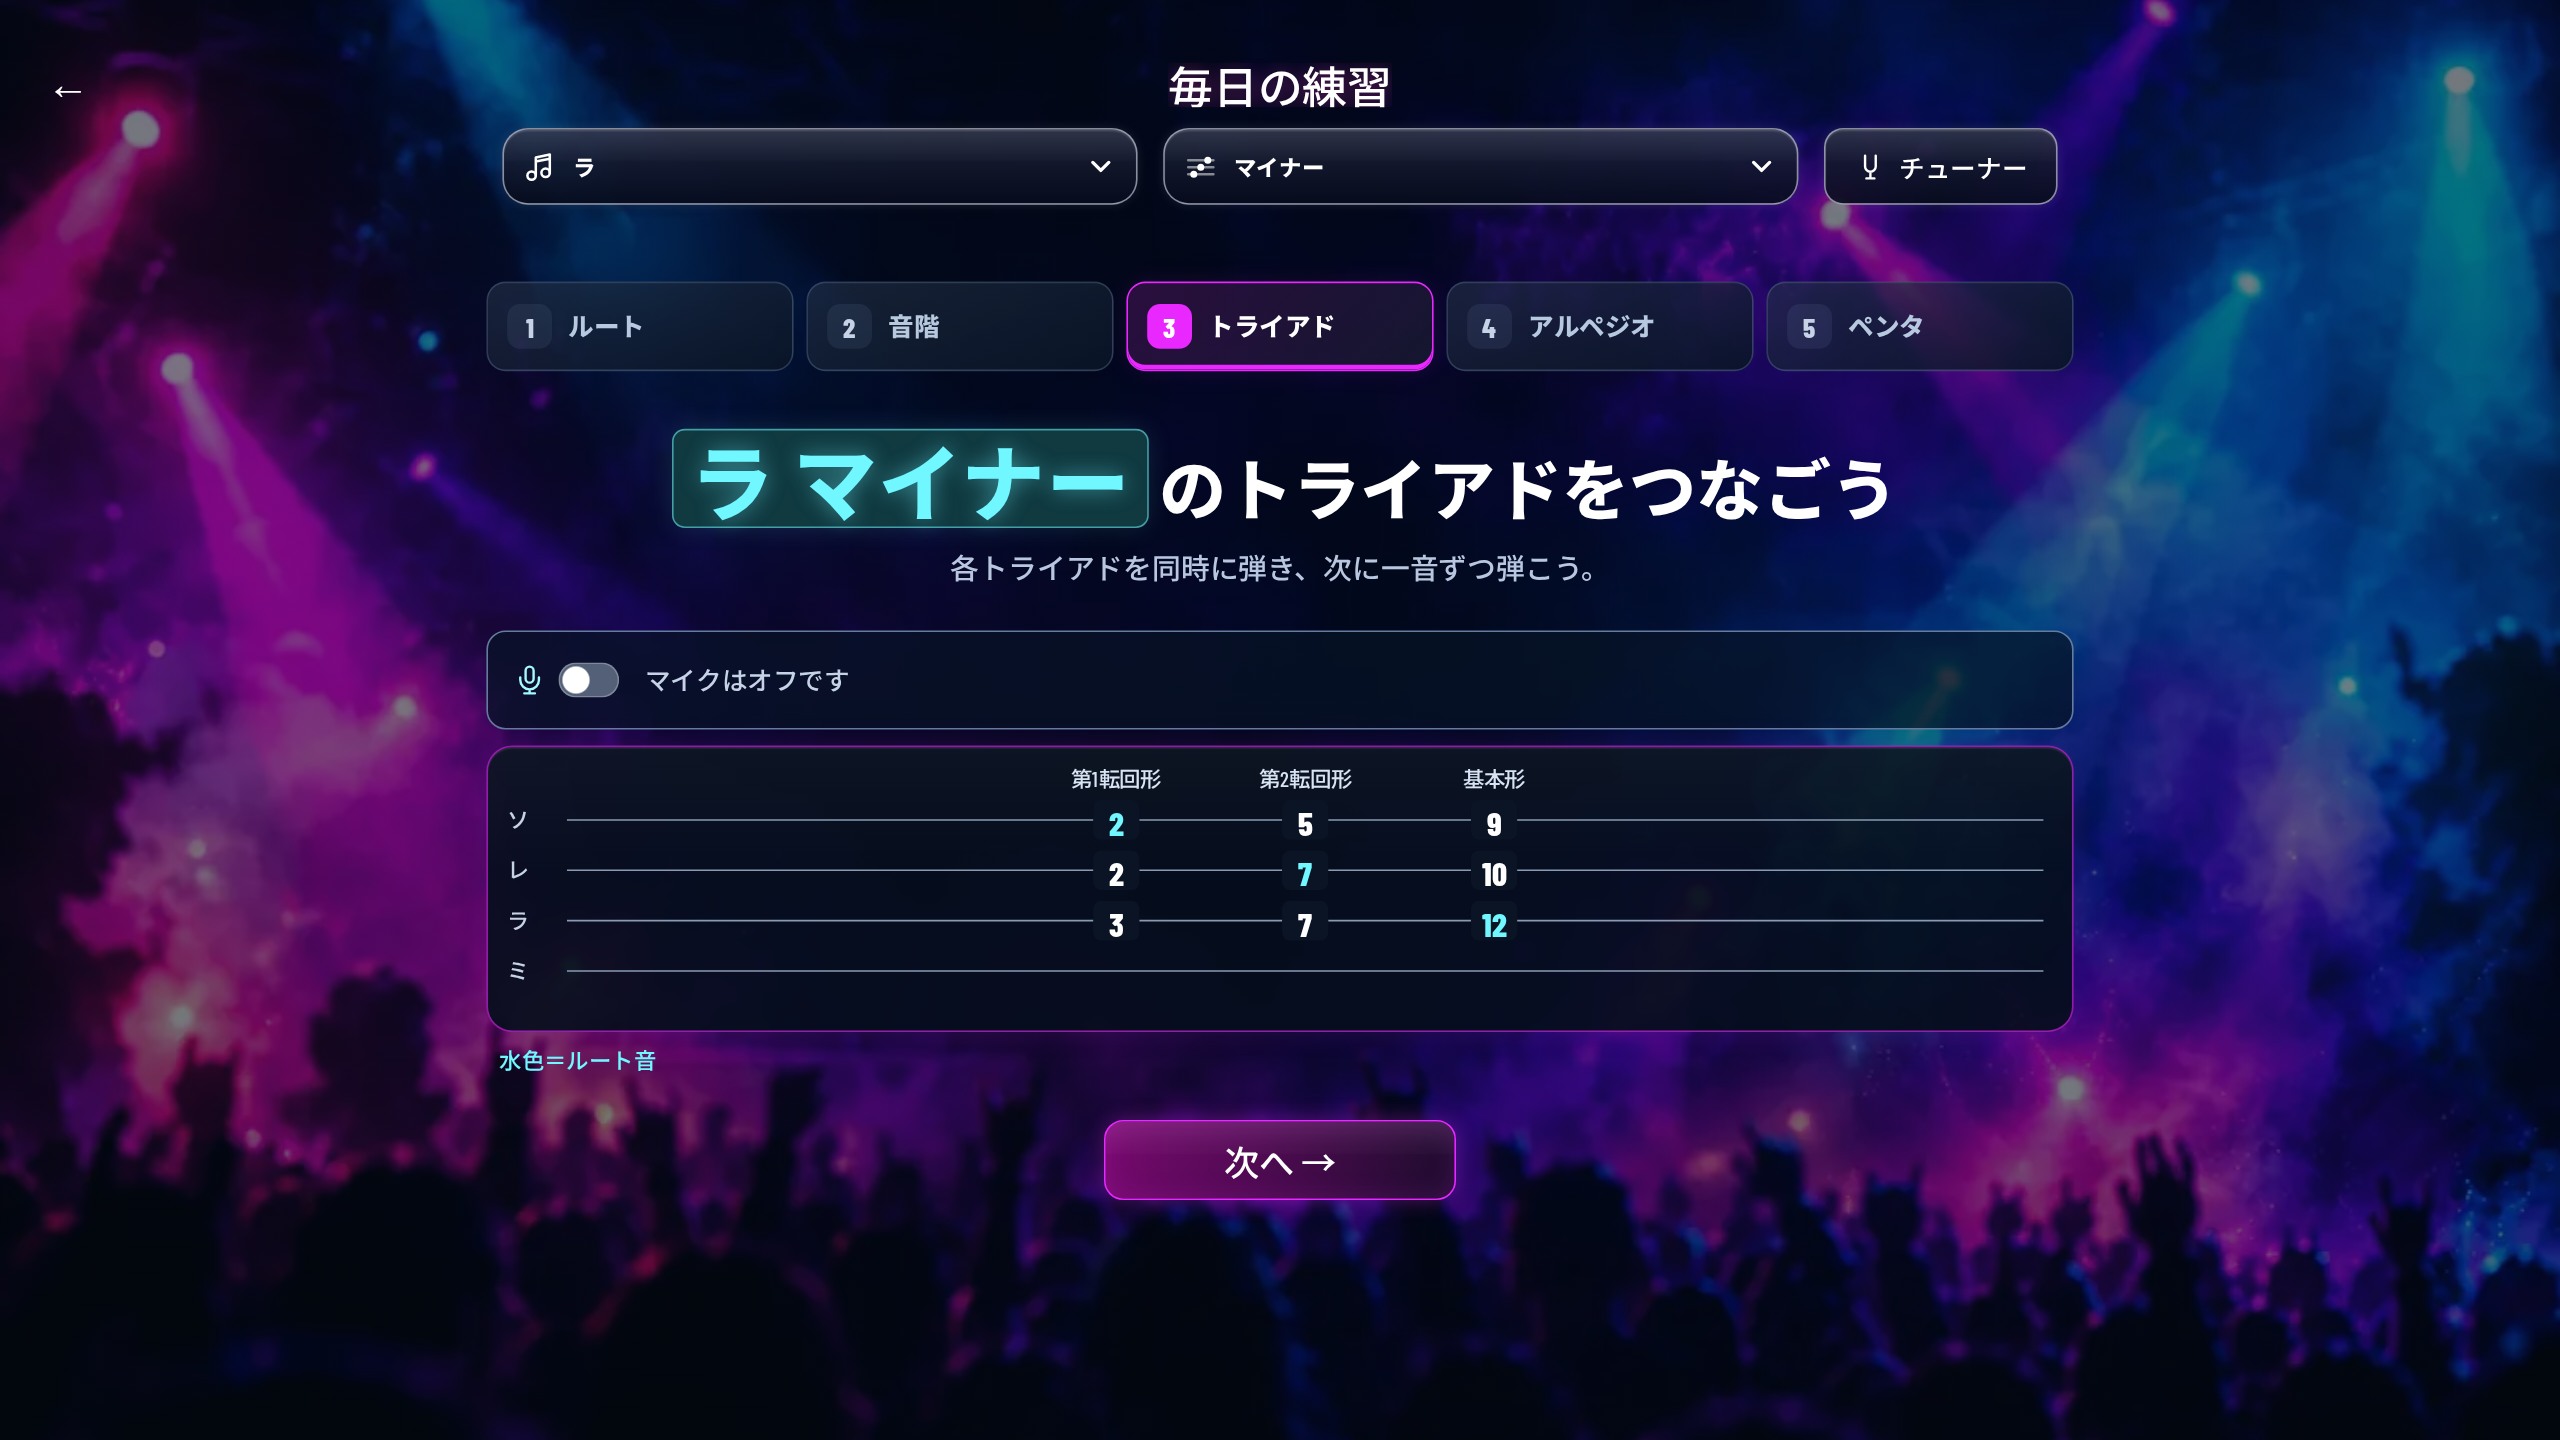 ←
毎日の練習
ラ
マイナー
チューナー
1 ルート
2 音階
3 トライアド
4 アルペジオ
5 ペンタ
ラ マイナー のトライアドをつなごう
各トライアドを同時に弾き、次に一音ずつ弾こう。
マイクはオフです
第1転回形 第2転回形 基本形
ソ 2 5 9
レ 2 7 10
ラ 3 7 12
ミ
水色=ルート音
次へ →